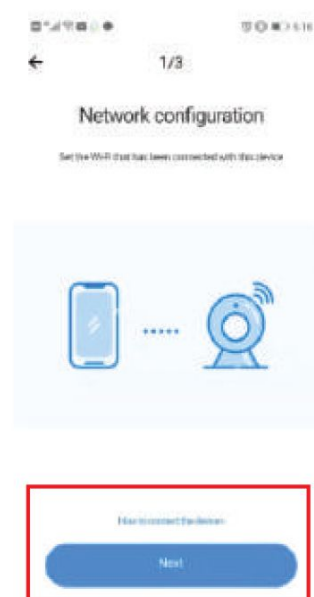 1/3
Network configuration
Set the Wi-Fi that has been connected with this device
How to connect the device
Next